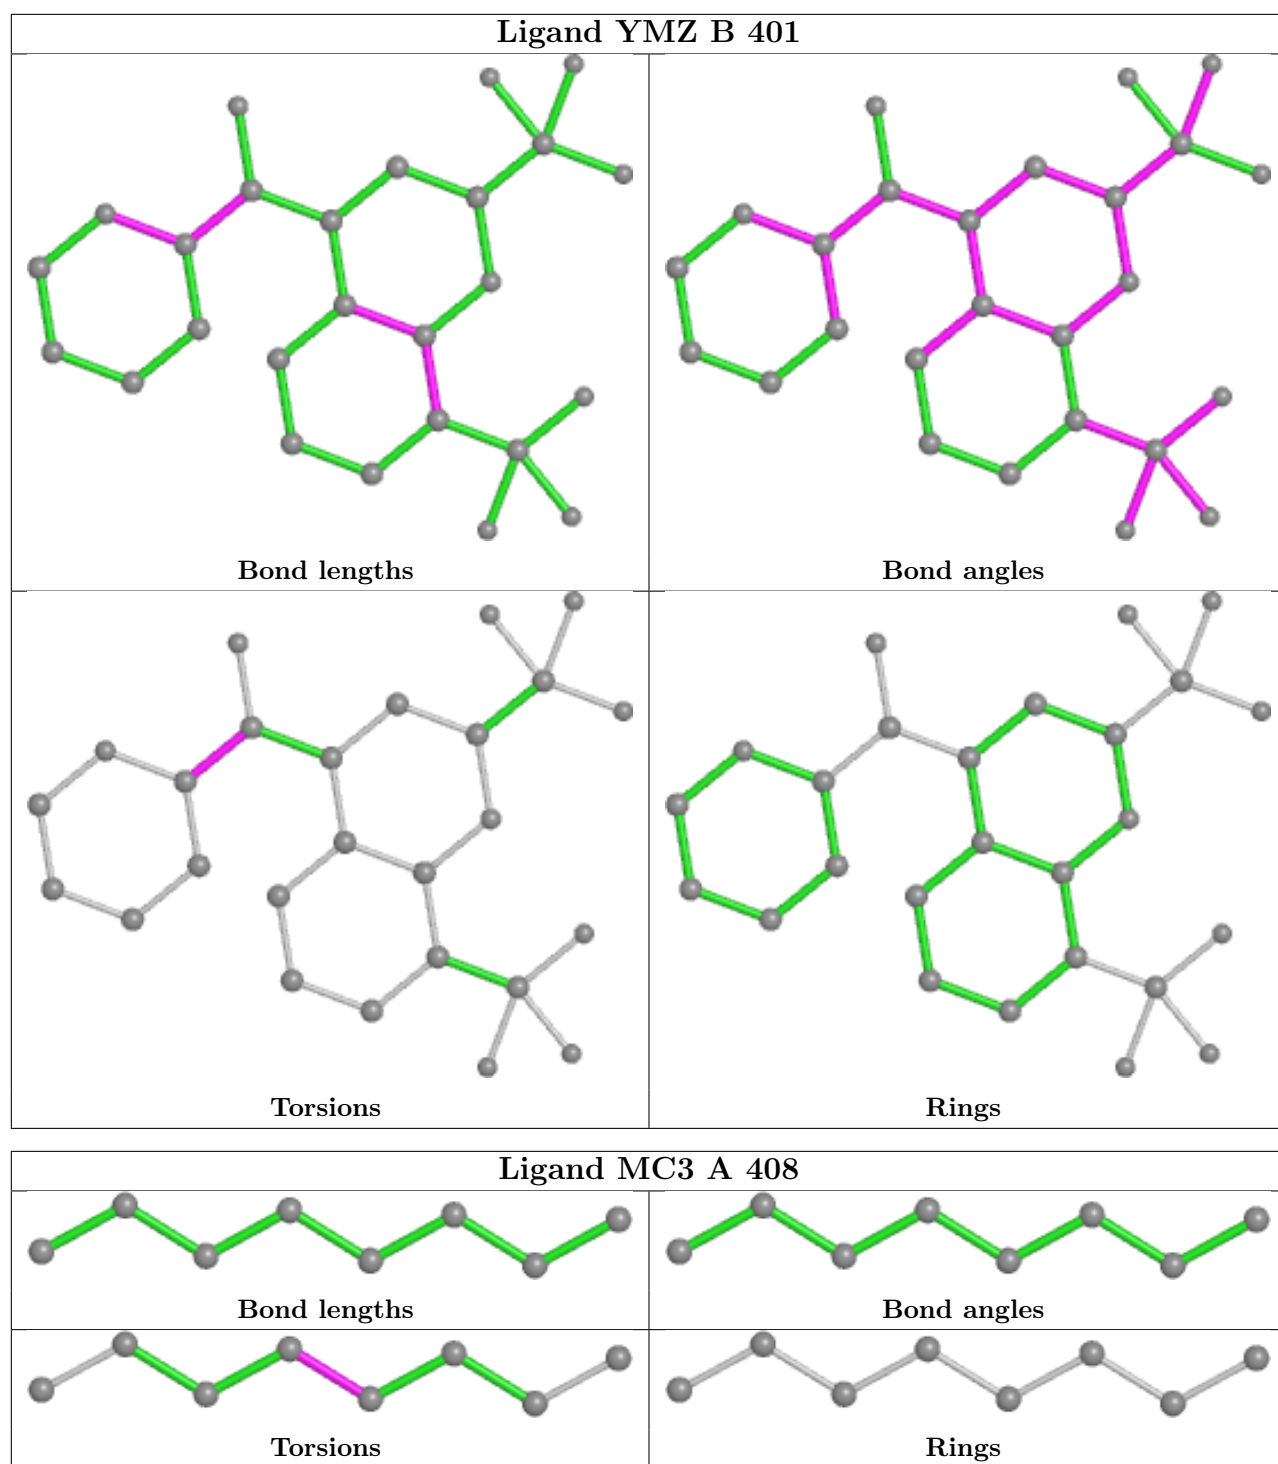 Ligand YMZ B 401
Bond lengths
Bond angles
Torsions
Rings
Ligand MC3 A 408
Bond lengths
Bond angles
Torsions
Rings